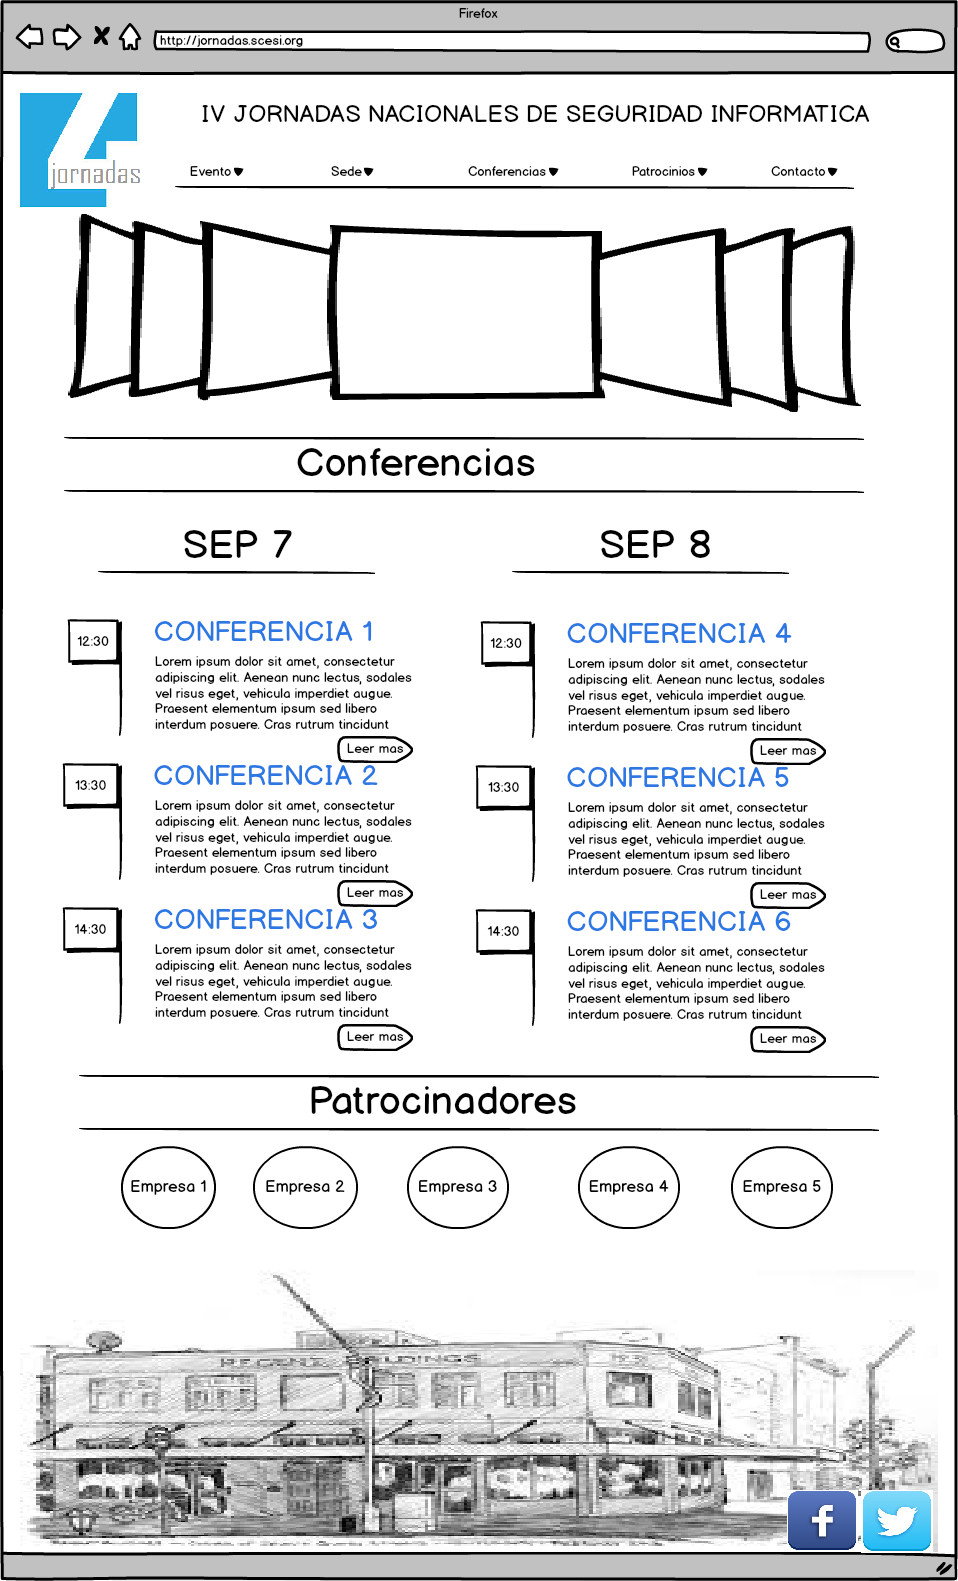 Firefox
http://jornadas.scesi.org
jornadas
IV JORNADAS NACIONALES DE SEGURIDAD INFORMATICA
Evento Sede Conferencias Patrocinios Contacto
Conferencias
SEP 7
12:30
CONFERENCIA 1
Lorem ipsum dolor sit amet, consectetur
adipiscing elit. Aenean nunc lectus, sodales
vel risus eget, vehicula imperdiet augue.
Praesent elementum ipsum sed libero
interdum posuere. Cras rutrum tincidunt
Leer mas
13:30
CONFERENCIA 2
Lorem ipsum dolor sit amet, consectetur
adipiscing elit. Aenean nunc lectus, sodales
vel risus eget, vehicula imperdiet augue.
Praesent elementum ipsum sed libero
interdum posuere. Cras rutrum tincidunt
Leer mas
14:30
CONFERENCIA 3
Lorem ipsum dolor sit amet, consectetur
adipiscing elit. Aenean nunc lectus, sodales
vel risus eget, vehicula imperdiet augue.
Praesent elementum ipsum sed libero
interdum posuere. Cras rutrum tincidunt
Leer mas
SEP 8
12:30
CONFERENCIA 4
Lorem ipsum dolor sit amet, consectetur
adipiscing elit. Aenean nunc lectus, sodales
vel risus eget, vehicula imperdiet augue.
Praesent elementum ipsum sed libero
interdum posuere. Cras rutrum tincidunt
Leer mas
13:30
CONFERENCIA 5
Lorem ipsum dolor sit amet, consectetur
adipiscing elit. Aenean nunc lectus, sodales
vel risus eget, vehicula imperdiet augue.
Praesent elementum ipsum sed libero
interdum posuere. Cras rutrum tincidunt
Leer mas
14:30
CONFERENCIA 6
Lorem ipsum dolor sit amet, consectetur
adipiscing elit. Aenean nunc lectus, sodales
vel risus eget, vehicula imperdiet augue.
Praesent elementum ipsum sed libero
interdum posuere. Cras rutrum tincidunt
Leer mas
Patrocinadores
Empresa 1 Empresa 2 Empresa 3 Empresa 4 Empresa 5